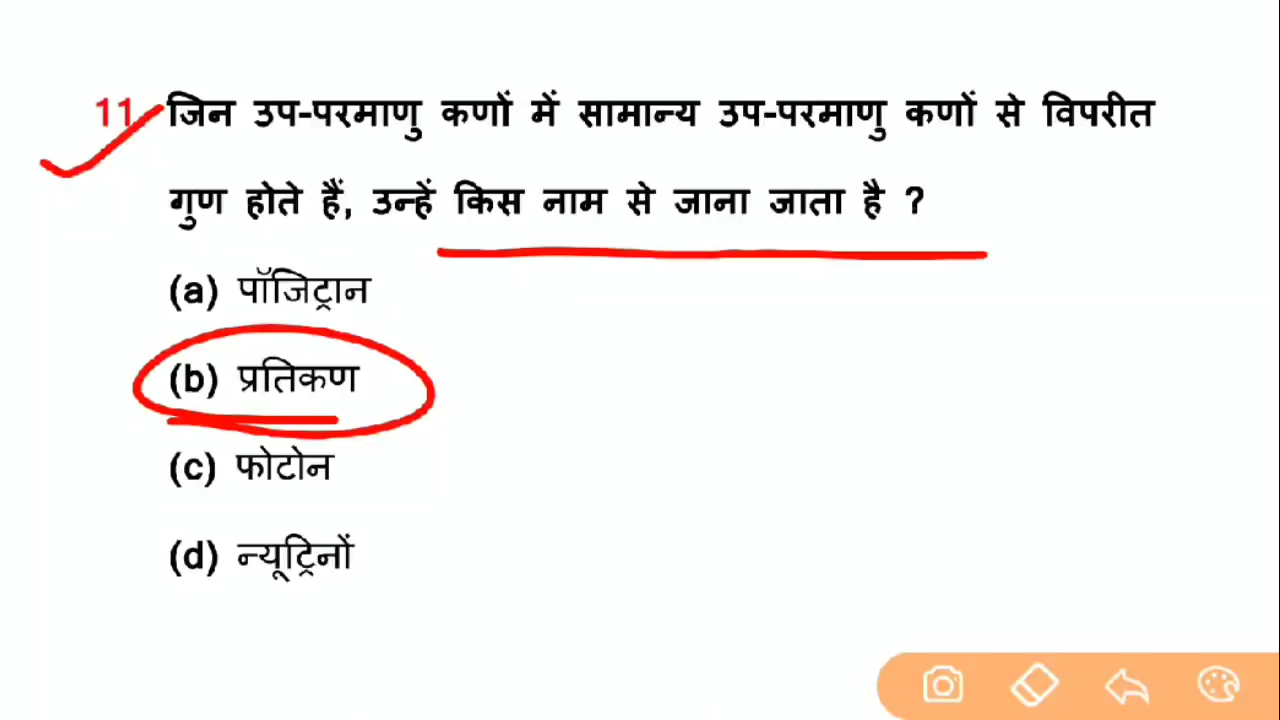 11. जिन उप-परमाणु कणों में सामान्य उप-परमाणु कणों से विपरीत
गुण होते हैं, उन्हें किस नाम से जाना जाता है ?
(a) पॉजिट्रान
(b) प्रतिकण
(c) फोटोन
(d) न्यूट्रिनों